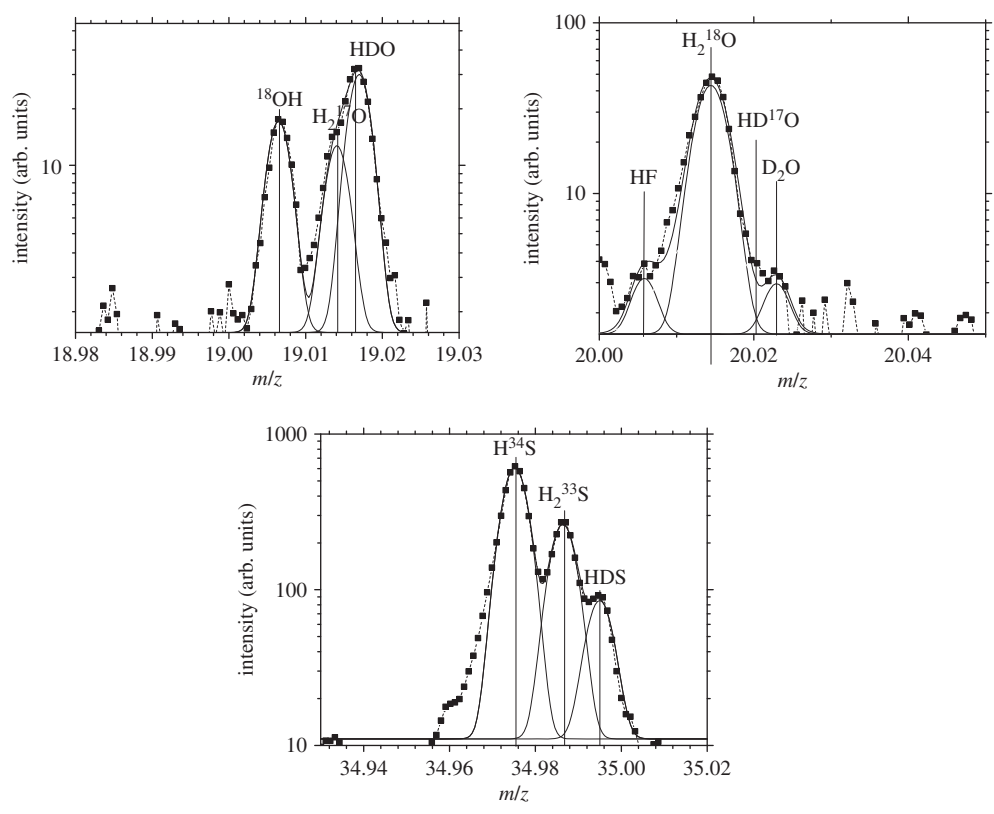 HDO
¹⁸OH
H₂¹⁷O
10
intensity (arb. units)
18.98 18.99 19.00 19.01 19.02 19.03
m/z
100
H₂¹⁸O
HD¹⁷O
D₂O
HF
10
intensity (arb. units)
20.00 20.02 20.04
m/z
1000
H³⁴S
H₂³³S
HDS
100
intensity (arb. units)
10
34.94 34.96 34.98 35.00 35.02
m/z